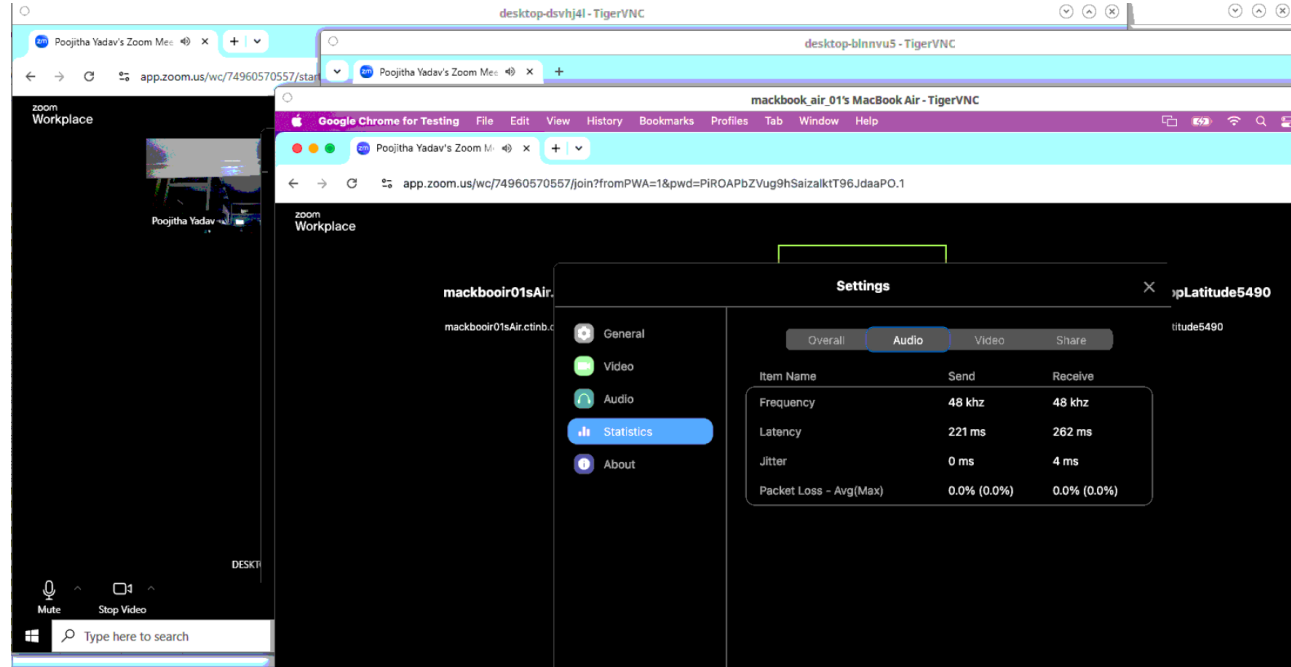 desktop-dsvhj4l - TigerVNC
zm Poojitha Yadav's Zoom Mee
app.zoom.us/wc/74960570557/start
zoom
Workplace
Poojitha Yadav
DESKT
Mute Stop Video
Type here to search
desktop-blnnvu5 - TigerVNC
zm Poojitha Yadav's Zoom Mee
mackbook_air_01's MacBook Air - TigerVNC
Google Chrome for Testing File Edit View History Bookmarks Profiles Tab Window Help
zm Poojitha Yadav's Zoom M
app.zoom.us/wc/74960570557/join?fromPWA=1&pwd=PiROAPbZVug9hSaizalktT96JdaaPO.1
zoom
Workplace
mackbooir01sAir.
mackbooir01sAir.ctinb.c
opLatitude5490
titude5490
Settings
General
Video
Audio
Statistics
About
Overall Audio Video Share
Item Name Send Receive
Frequency 48 khz 48 khz
Latency 221 ms 262 ms
Jitter 0 ms 4 ms
Packet Loss - Avg(Max) 0.0% (0.0%) 0.0% (0.0%)